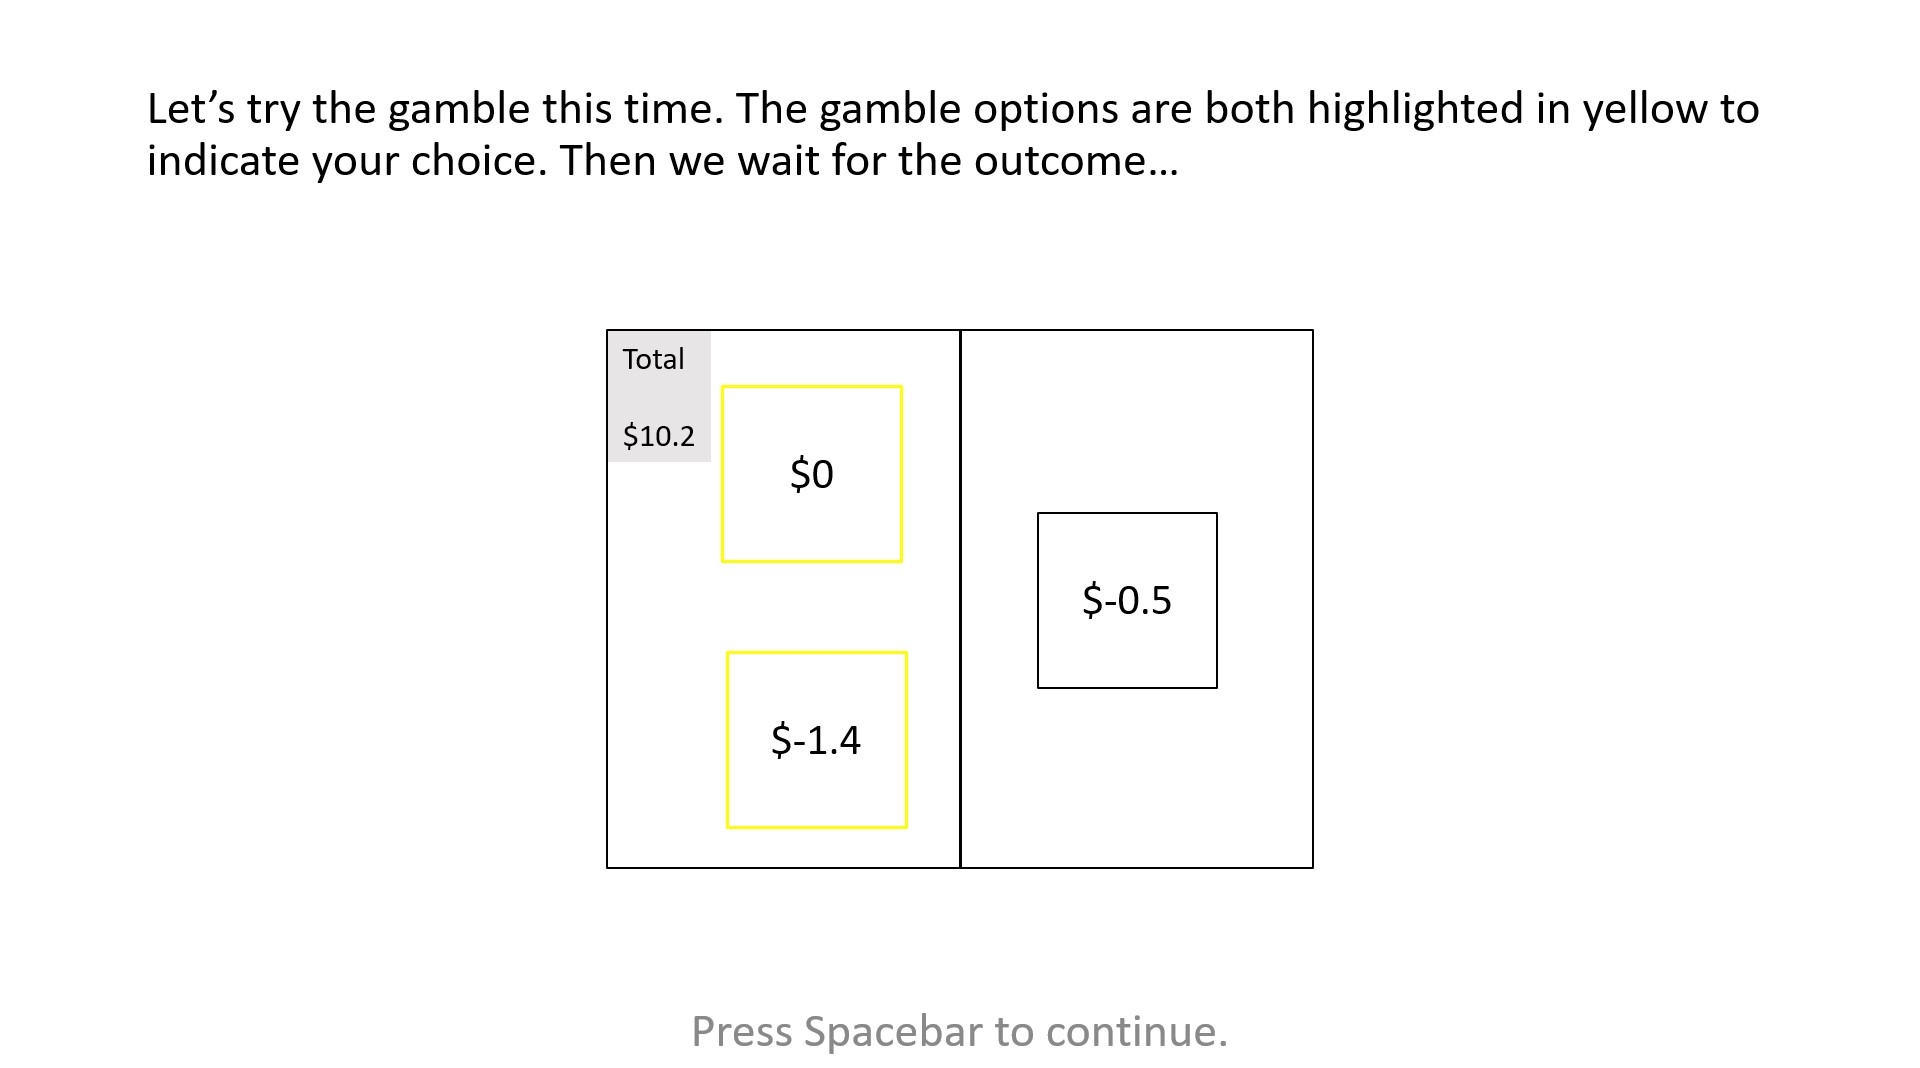 Let’s try the gamble this time. The gamble options are both highlighted in yellow to
indicate your choice. Then we wait for the outcome…
Total
$10.2
$0
$-0.5
$-1.4
Press Spacebar to continue.